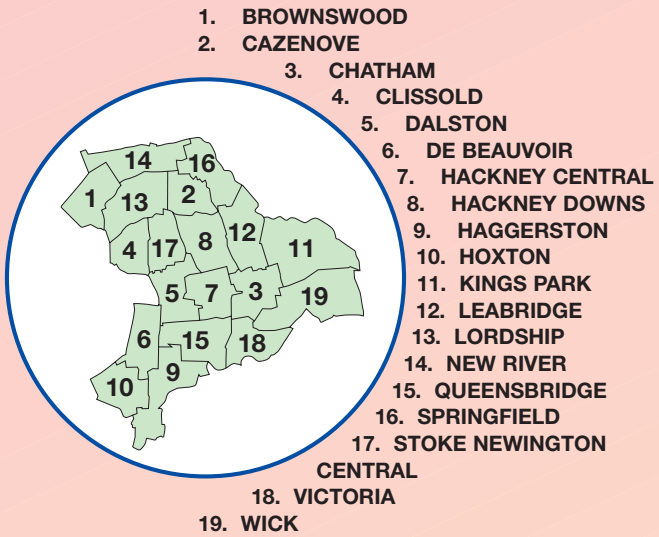 1. BROWNSWOOD
2. CAZENOVE
3. CHATHAM
4. CLISSOLD
5. DALSTON
6. DE BEAUVOIR
7. HACKNEY CENTRAL
8. HACKNEY DOWNS
9. HAGGERSTON
10. HOXTON
11. KINGS PARK
12. LEABRIDGE
13. LORDSHIP
14. NEW RIVER
15. QUEENSBRIDGE
16. SPRINGFIELD
17. STOKE NEWINGTON
CENTRAL
18. VICTORIA
19. WICK
14
16
1
13
2
4
17
8
12
11
5
7
3
19
6
15
18
10
9